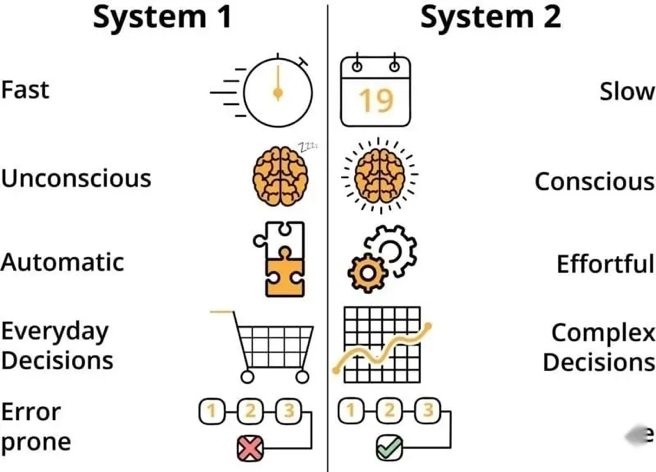 System 1
System 2
Fast
19
Slow
Zzz
Unconscious
Conscious
Automatic
Effortful
Everyday
Decisions
Complex
Decisions
Error
prone
1 2 3
1 2 3